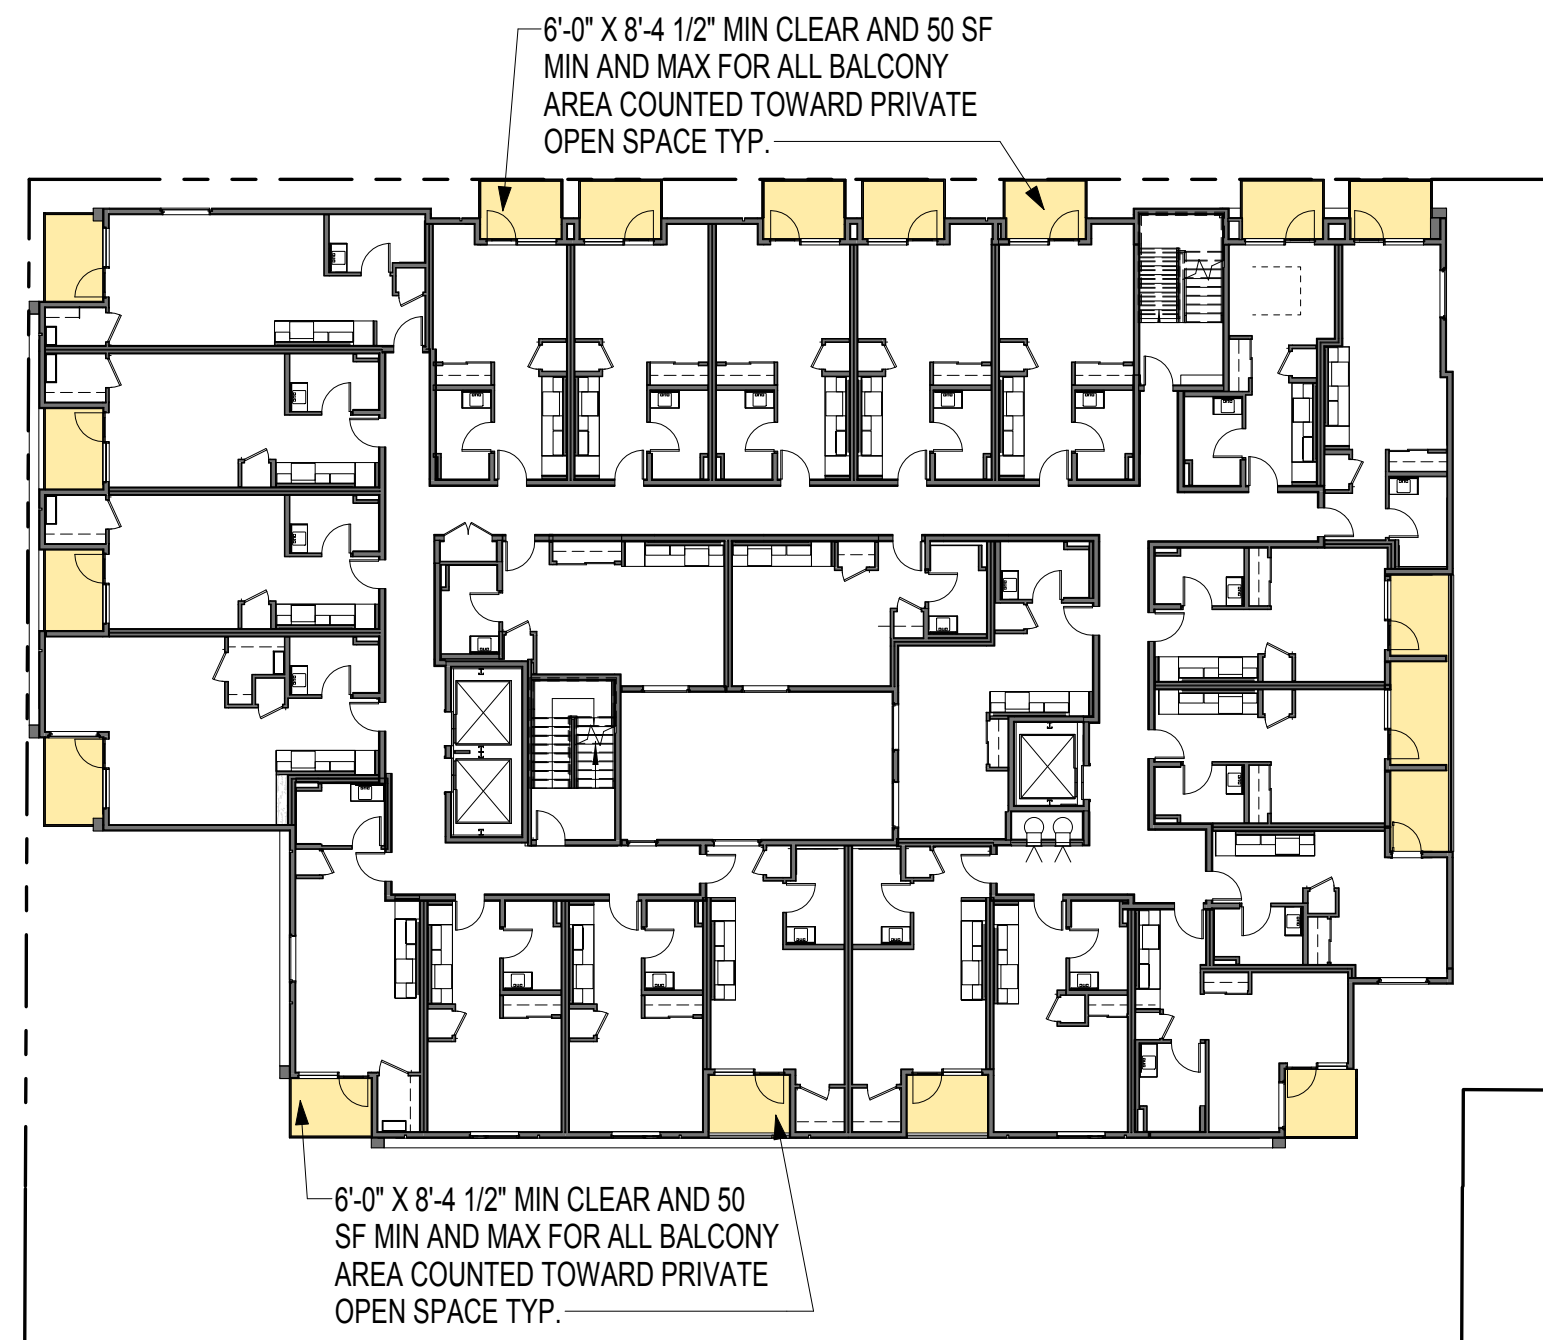 6'-0" X 8'-4 1/2" MIN CLEAR AND 50 SF
MIN AND MAX FOR ALL BALCONY
AREA COUNTED TOWARD PRIVATE
OPEN SPACE TYP.
6'-0" X 8'-4 1/2" MIN CLEAR AND 50
SF MIN AND MAX FOR ALL BALCONY
AREA COUNTED TOWARD PRIVATE
OPEN SPACE TYP.